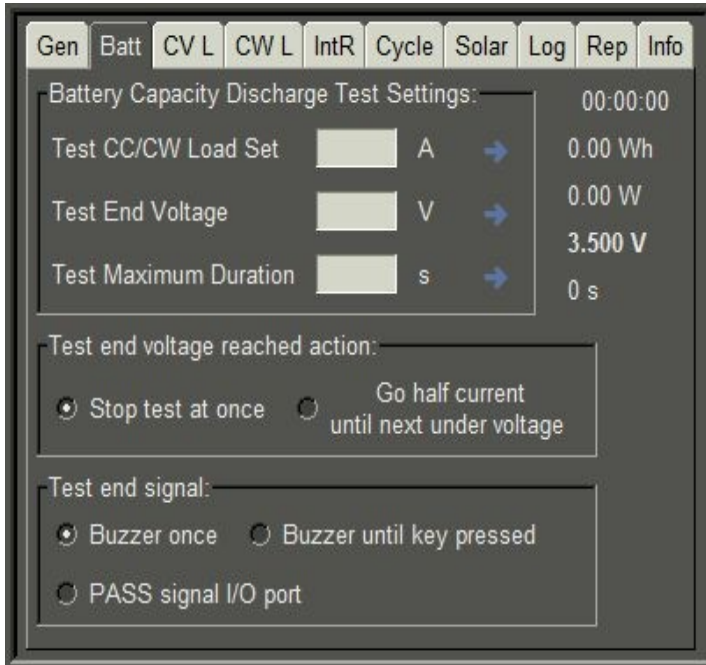 Gen Batt CV L CW L IntR Cycle Solar Log Rep Info
Battery Capacity Discharge Test Settings:
00:00:00
Test CC/CW Load Set A
0.00 Wh
0.00 W
Test End Voltage V
3.500 V
Test Maximum Duration s
0 s
Test end voltage reached action:
Stop test at once
Go half current
until next under voltage
Test end signal:
Buzzer once Buzzer until key pressed
PASS signal I/O port